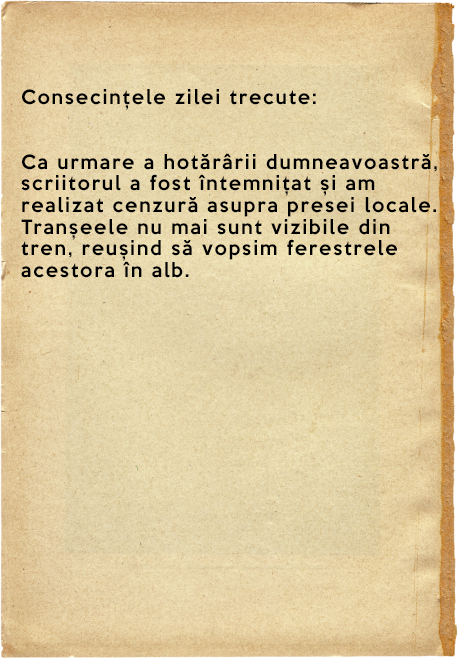 Consecințele zilei trecute:
Ca urmare a hotărârii dumneavoastră,
scriitorul a fost întemnițat și am
realizat cenzură asupra presei locale.
Tranșeele nu mai sunt vizibile din
tren, reușind să vopsim ferestrele
acestora în alb.